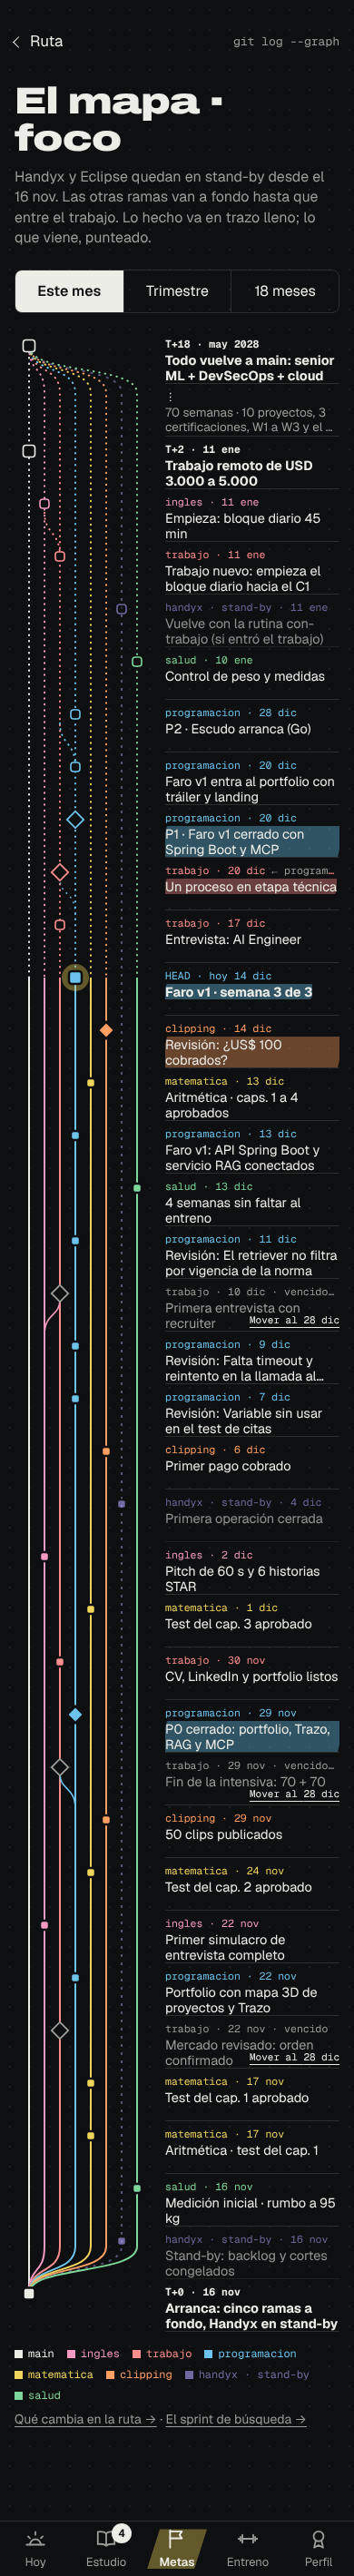 Ruta
git log --graph
El mapa ·
foco
Handyx y Eclipse quedan en stand-by desde el
16 nov. Las otras ramas van a fondo hasta que
entre el trabajo. Lo hecho va en trazo lleno; lo
que viene, punteado.
Este mes
Trimestre
18 meses
T+18 · may 2028
Todo vuelve a main: senior
ML + DevSecOps + cloud
⋮
70 semanas · 10 proyectos, 3
certificaciones, W1 a W3 y el …
T+2 · 11 ene
Trabajo remoto de USD
3.000 a 5.000
ingles · 11 ene
Empieza: bloque diario 45
min
trabajo · 11 ene
Trabajo nuevo: empieza el
bloque diario hacia el C1
handyx · stand-by · 11 ene
Vuelve con la rutina con-
trabajo (si entró el trabajo)
salud · 10 ene
Control de peso y medidas
programacion · 28 dic
P2 · Escudo arranca (Go)
programacion · 20 dic
Faro v1 entra al portfolio con
tráiler y landing
programacion · 20 dic
P1 · Faro v1 cerrado con
Spring Boot y MCP
trabajo · 20 dic ← program…
Un proceso en etapa técnica
trabajo · 17 dic
Entrevista: AI Engineer
HEAD · hoy 14 dic
Faro v1 · semana 3 de 3
clipping · 14 dic
Revisión: ¿US$ 100
cobrados?
matematica · 13 dic
Aritmética · caps. 1 a 4
aprobados
programacion · 13 dic
Faro v1: API Spring Boot y
servicio RAG conectados
salud · 13 dic
4 semanas sin faltar al
entreno
programacion · 11 dic
Revisión: El retriever no filtra
por vigencia de la norma
trabajo · 10 dic · vencido…
Primera entrevista con
recruiter
Mover al 28 dic
programacion · 9 dic
Revisión: Falta timeout y
reintento en la llamada al…
programacion · 7 dic
Revisión: Variable sin usar
en el test de citas
clipping · 6 dic
Primer pago cobrado
handyx · stand-by · 4 dic
Primera operación cerrada
ingles · 2 dic
Pitch de 60 s y 6 historias
STAR
matematica · 1 dic
Test del cap. 3 aprobado
trabajo · 30 nov
CV, LinkedIn y portfolio listos
programacion · 29 nov
P0 cerrado: portfolio, Trazo,
RAG y MCP
trabajo · 29 nov · vencido…
Fin de la intensiva: 70 + 70
Mover al 28 dic
clipping · 29 nov
50 clips publicados
matematica · 24 nov
Test del cap. 2 aprobado
ingles · 22 nov
Primer simulacro de
entrevista completo
programacion · 22 nov
Portfolio con mapa 3D de
proyectos y Trazo
trabajo · 22 nov · vencido
Mercado revisado: orden
confirmado
Mover al 28 dic
matematica · 17 nov
Test del cap. 1 aprobado
matematica · 17 nov
Aritmética · test del cap. 1
salud · 16 nov
Medición inicial · rumbo a 95
kg
handyx · stand-by · 16 nov
Stand-by: backlog y cortes
congelados
T+0 · 16 nov
Arranca: cinco ramas a
fondo, Handyx en stand-by
main ingles trabajo programacion
matematica clipping handyx · stand-by
salud
Qué cambia en la ruta → · El sprint de búsqueda →
4
Hoy
Estudio
Metas
Entreno
Perfil